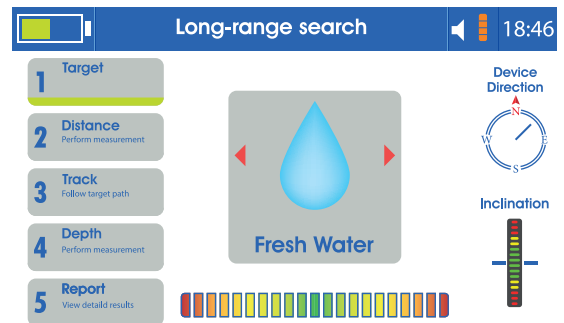 Long-range search
18:46
1 Target
2 Distance
Perform measurement
3 Track
Follow target path
4 Depth
Perform measurement
5 Report
View detaild results
Fresh Water
Device
Direction
N
W
E
S
Inclination